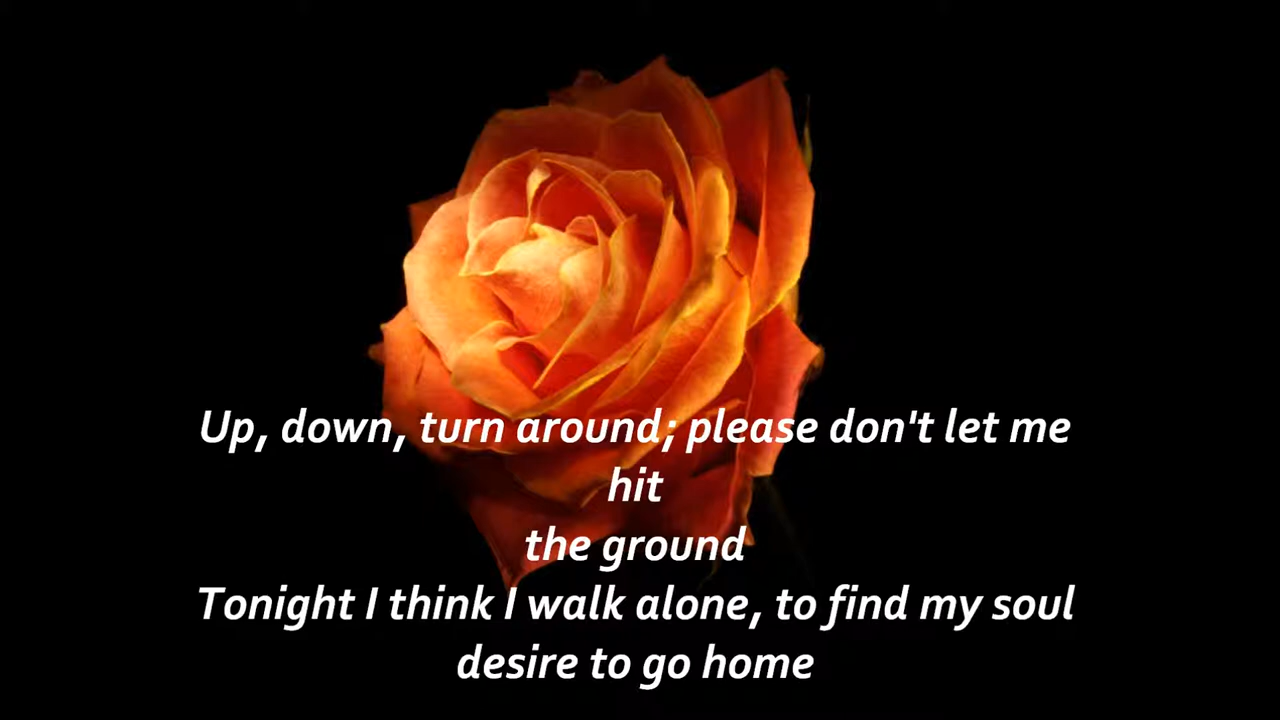 Up, down, turn around; please don't let me
hit
the ground
Tonight I think I walk alone, to find my soul
desire to go home